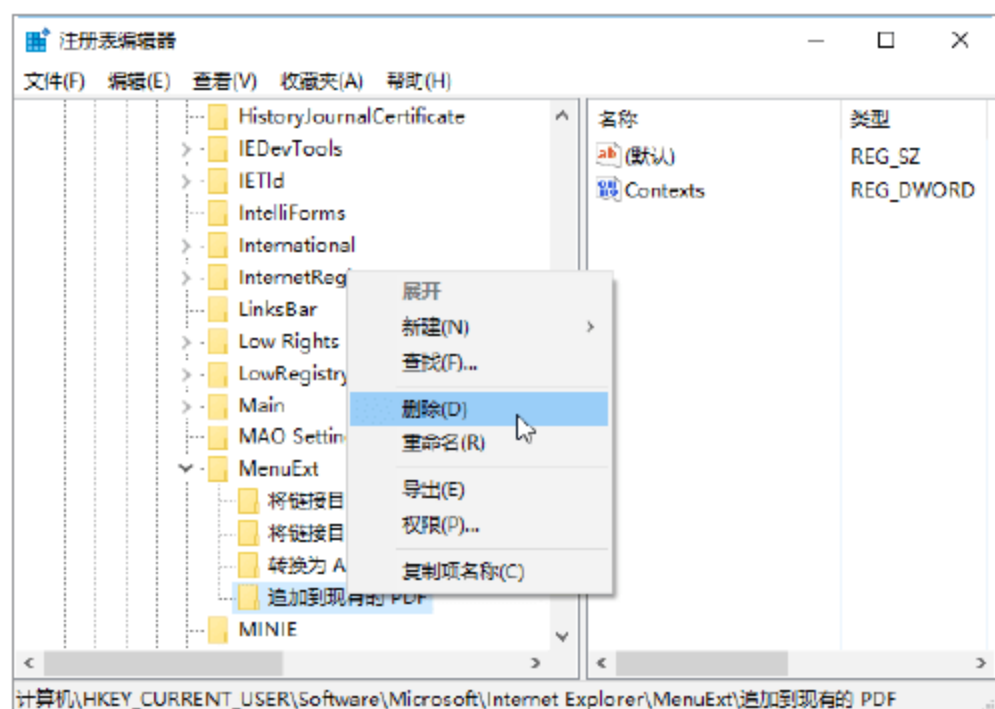 注册表编辑器
文件(F) 编辑(E) 查看(V) 收藏夹(A) 帮助(H)
HistoryJournalCertificate
IEDevTools
IETld
IntelliForms
International
InternetReg
LinksBar
Low Rights
LowRegistry
Main
MAO Settin
MenuExt
将链接目
将链接目
转换为 A
追加到现有的 PDF
MINIE
名称 类型
(默认) REG_SZ
Contexts REG_DWORD
展开
新建(N)
查找(F)...
删除(D)
重命名(R)
导出(E)
权限(P)...
复制项名称(C)
计算机\HKEY_CURRENT_USER\Software\Microsoft\Internet Explorer\MenuExt\追加到现有的 PDF